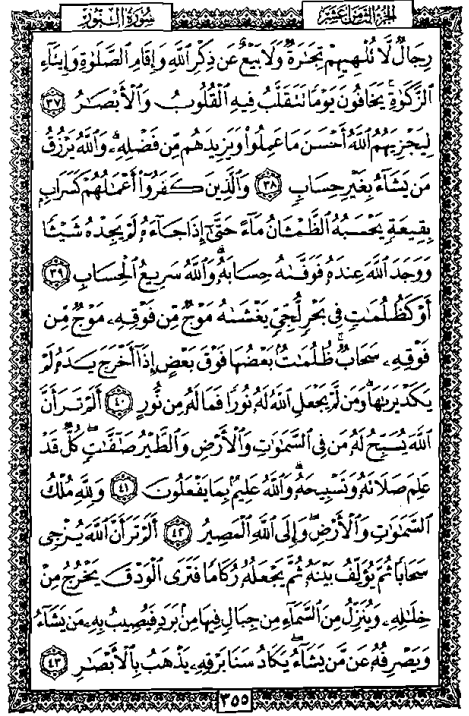 الجزء الثامن عشر
سورة النور
رِجَالٌ لَّا تُلْهِيهِمْ تِجَٰرَةٌ وَلَا بَيْعٌ عَن ذِكْرِ ٱللَّهِ وَإِقَامِ ٱلصَّلَوٰةِ وَإِيتَآءِ
ٱلزَّكَوٰةِ يَخَافُونَ يَوْمًا تَتَقَلَّبُ فِيهِ ٱلْقُلُوبُ وَٱلْأَبْصَٰرُ ٣٧
لِيَجْزِيَهُمُ ٱللَّهُ أَحْسَنَ مَا عَمِلُوا۟ وَيَزِيدَهُم مِّن فَضْلِهِۦ وَٱللَّهُ يَرْزُقُ
مَن يَشَآءُ بِغَيْرِ حِسَابٍ ٣٨ وَٱلَّذِينَ كَفَرُوٓا۟ أَعْمَٰلُهُمْ كَسَرَابٍۭ
بِقِيعَةٍ يَحْسَبُهُ ٱلظَّمْـَٔانُ مَآءً حَتَّىٰٓ إِذَا جَآءَهُۥ لَمْ يَجِدْهُ شَيْـًٔا
وَوَجَدَ ٱللَّهَ عِندَهُۥ فَوَفَّىٰهُ حِسَابَهُۥ وَٱللَّهُ سَرِيعُ ٱلْحِسَابِ ٣٩
أَوْ كَظُلُمَٰتٍ فِى بَحْرٍ لُّجِّىٍّ يَغْشَىٰهُ مَوْجٌ مِّن فَوْقِهِۦ مَوْجٌ مِّن
فَوْقِهِۦ سَحَابٌ ظُلُمَٰتٌۢ بَعْضُهَا فَوْقَ بَعْضٍ إِذَآ أَخْرَجَ يَدَهُۥ لَمْ
يَكَدْ يَرَىٰهَا وَمَن لَّمْ يَجْعَلِ ٱللَّهُ لَهُۥ نُورًا فَمَا لَهُۥ مِن نُّورٍ ٤٠ أَلَمْ تَرَ أَنَّ
ٱللَّهَ يُسَبِّحُ لَهُۥ مَن فِى ٱلسَّمَٰوَٰتِ وَٱلْأَرْضِ وَٱلطَّيْرُ صَٰٓفَّٰتٍ كُلٌّ قَدْ
عَلِمَ صَلَاتَهُۥ وَتَسْبِيحَهُۥ وَٱللَّهُ عَلِيمٌۢ بِمَا يَفْعَلُونَ ٤١ وَلِلَّهِ مُلْكُ
ٱلسَّمَٰوَٰتِ وَٱلْأَرْضِ وَإِلَى ٱللَّهِ ٱلْمَصِيرُ ٤٢ أَلَمْ تَرَ أَنَّ ٱللَّهَ يُزْجِى
سَحَابًا ثُمَّ يُؤَلِّفُ بَيْنَهُۥ ثُمَّ يَجْعَلُهُۥ رُكَامًا فَتَرَى ٱلْوَدْقَ يَخْرُجُ مِنْ
خِلَٰلِهِۦ وَيُنَزِّلُ مِنَ ٱلسَّمَآءِ مِن جِبَالٍ فِيهَا مِنۢ بَرَدٍ فَيُصِيبُ بِهِۦ مَن يَشَآءُ
وَيَصْرِفُهُۥ عَن مَّن يَشَآءُ يَكَادُ سَنَا بَرْقِهِۦ يَذْهَبُ بِٱلْأَبْصَٰرِ ٤٣
٣٥٥